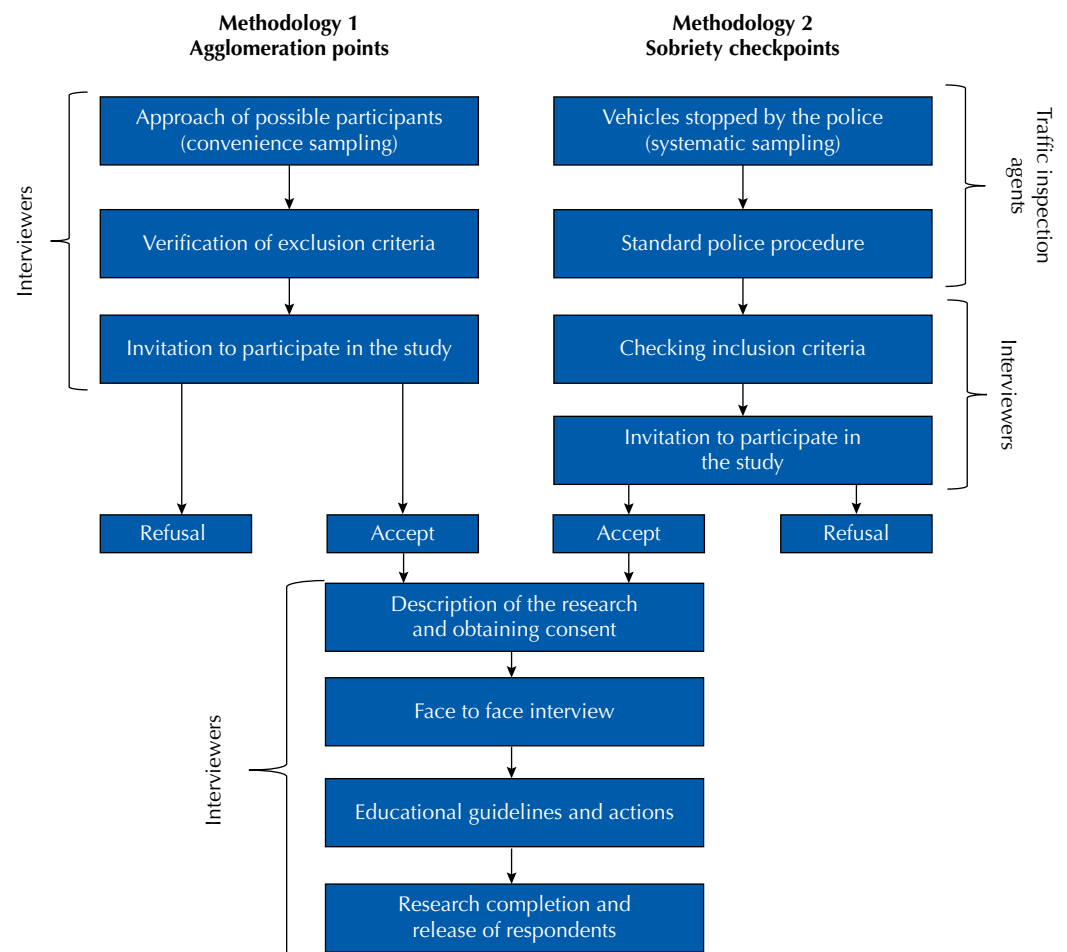 Methodology 1
Agglomeration points
Methodology 2
Sobriety checkpoints
Interviewers
Approach of possible participants
(convenience sampling)
Verification of exclusion criteria
Invitation to participate in the study
Refusal
Accept
Vehicles stopped by the police
(systematic sampling)
Standard police procedure
Traffic inspection
agents
Checking inclusion criteria
Invitation to participate in
the study
Interviewers
Accept
Refusal
Interviewers
Description of the research
and obtaining consent
Face to face interview
Educational guidelines and actions
Research completion and
release of respondents